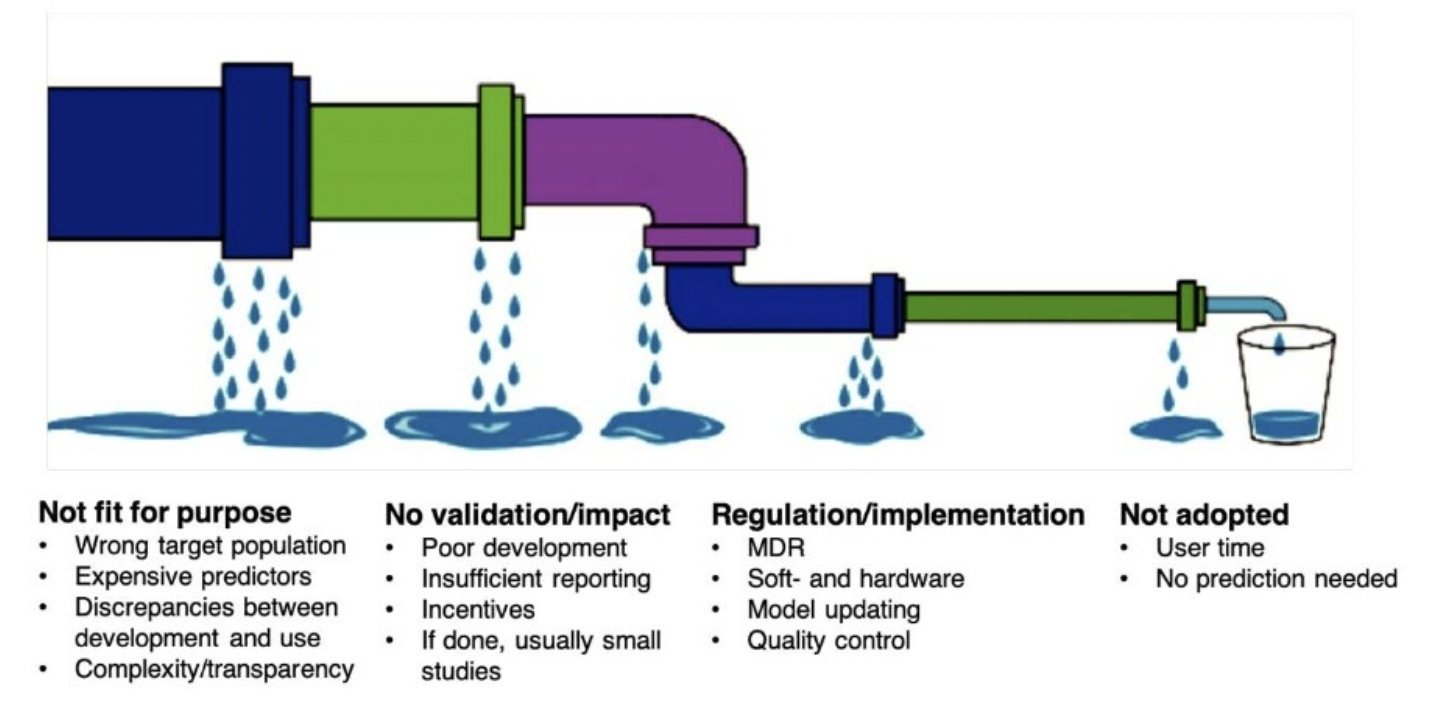 Not fit for purpose
• Wrong target population
• Expensive predictors
• Discrepancies between
development and use
• Complexity/transparency
No validation/impact
• Poor development
• Insufficient reporting
• Incentives
• If done, usually small
studies
Regulation/implementation
• MDR
• Soft- and hardware
• Model updating
• Quality control
Not adopted
• User time
• No prediction needed